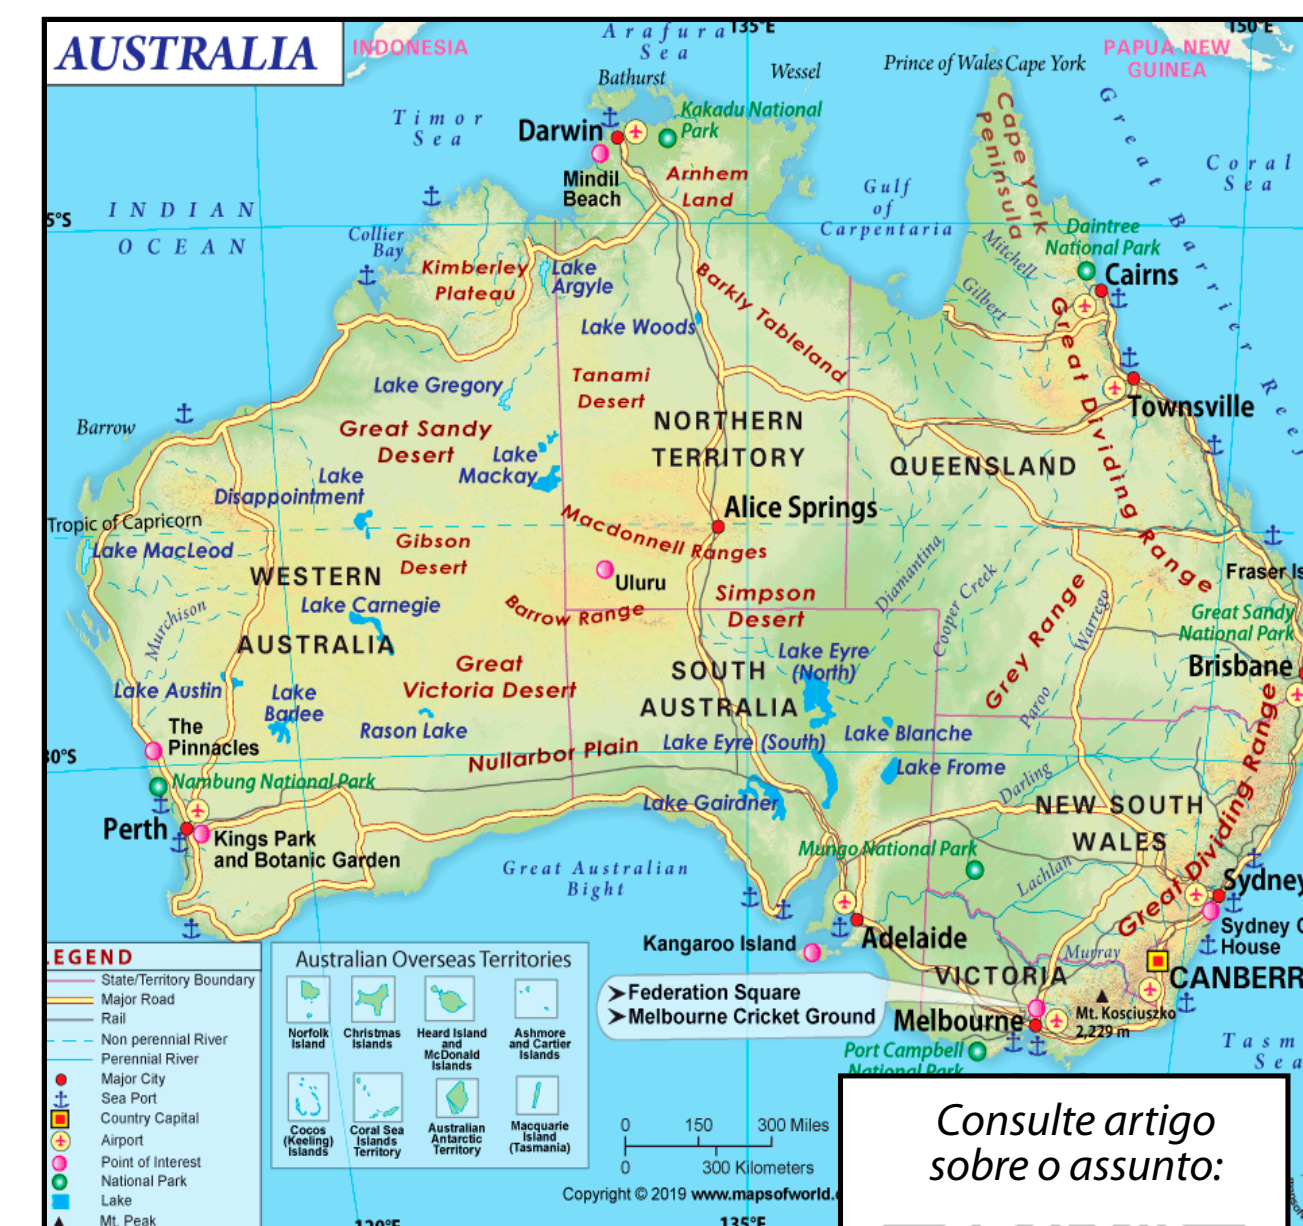 AUSTRALIA
INDONESIA
Arafura
Sea
135°E
150°E
PAPUA NEW
GUINEA
Bathurst
Wessel
Prince of Wales
Cape York
Timor
Sea
Darwin
Kakadu National
Park
Mindil
Beach
Arnhem
Land
Gulf
of
Carpentaria
Cape York
Peninsula
Great Barrier Reef
Coral
Sea
INDIAN
OCEAN
5°S
Collier
Bay
Kimberley
Plateau
Lake
Argyle
Lake Woods
Barkly Tableland
Mitchell
Gilbert
Daintree
National Park
Cairns
Great Dividing Range
Townsville
Lake Gregory
Tanami
Desert
Barrow
Great Sandy
Desert
Lake
Mackay
NORTHERN
TERRITORY
QUEENSLAND
Lake
Disappointment
Tropic of Capricorn
Alice Springs
Macdonnell Ranges
Lake MacLeod
Gibson
Desert
WESTERN
AUSTRALIA
Lake Carnegie
Uluru
Barrow Range
Simpson
Desert
Diamantina
Cooper Creek
Grey Range
Warrego
Paroo
Fraser Is
Great Sandy
National Park
Brisbane
Murchison
Great
Victoria Desert
SOUTH
AUSTRALIA
Lake Eyre
(North)
Lake Austin
Lake
Barlee
Rason Lake
The
Pinnacles
Nullarbor Plain
Lake Eyre (South)
Lake Blanche
Lake Frome
30°S
Nambung National Park
Lake Gairdner
Darling
NEW SOUTH
WALES
Great Dividing Range
Perth
Kings Park
and Botanic Garden
Great Australian
Bight
Mungo National Park
Lachlan
Sydney
Sydney O
House
Kangaroo Island
Adelaide
Murray
VICTORIA
CANBERR
Federation Square
Melbourne Cricket Ground
Melbourne
Mt. Kosciuszko
2,229 m
Port Campbell
National Park
Tasm
Sea
EGEND
State/Territory Boundary
Major Road
Rail
Non perennial River
Perennial River
Major City
Sea Port
Country Capital
Airport
Point of Interest
National Park
Lake
Mt. Peak
Australian Overseas Territories
Norfolk
Island
Christmas
Islands
Heard Island
and
McDonald
Islands
Ashmore
and Cartier
Islands
Cocos
(Keeling)
Islands
Coral Sea
Islands
Territory
Australian
Antarctic
Territory
Macquarie
Island
(Tasmania)
0 150 300 Miles
0 300 Kilometers
Copyright © 2019 www.mapsofworld.
120°E
135°E
Consulte artigo
sobre o assunto: